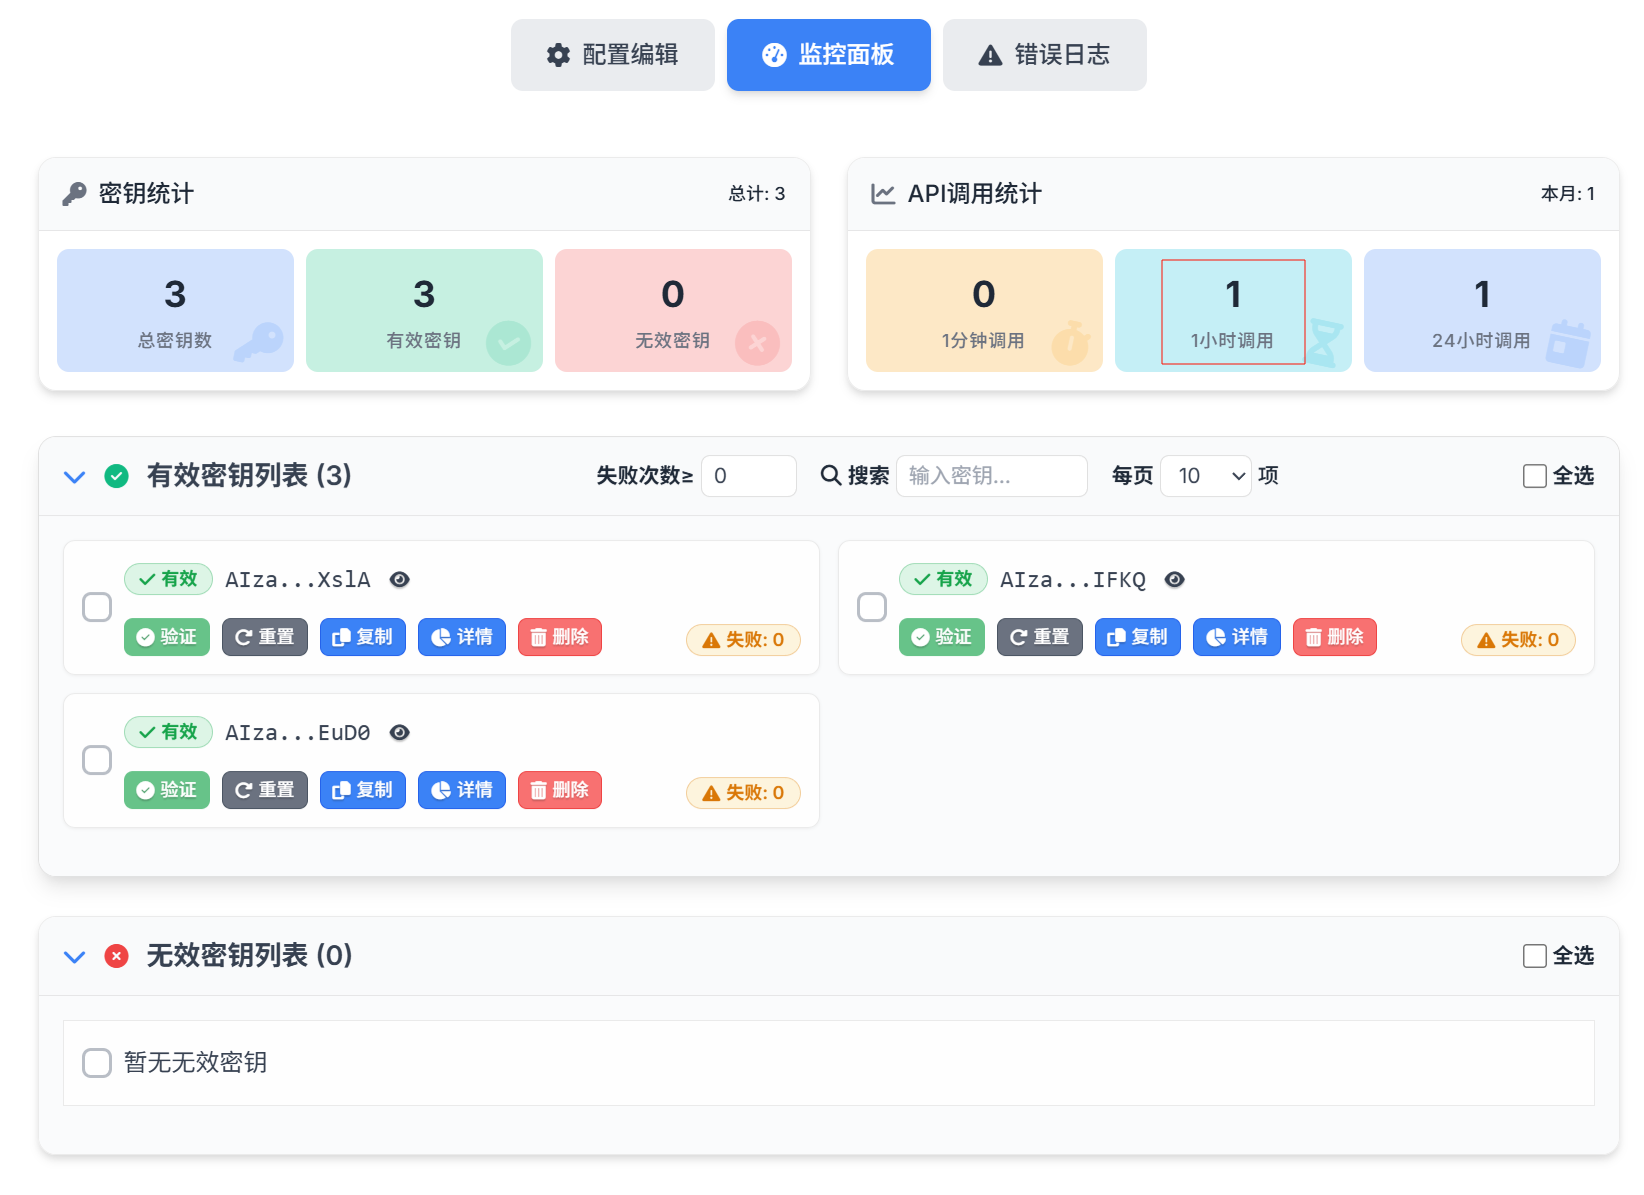 配置编辑
监控面板
错误日志
密钥统计
总计: 3
3
总密钥数
3
有效密钥
0
无效密钥
API调用统计
本月: 1
0
1分钟调用
1
1小时调用
1
24小时调用
有效密钥列表 (3)
失败次数≥ 0
搜索 输入密钥...
每页 10 项
全选
有效 AIza...XslA
验证 重置 复制 详情 删除
失败: 0
有效 AIza...IFKQ
验证 重置 复制 详情 删除
失败: 0
有效 AIza...EuD0
验证 重置 复制 详情 删除
失败: 0
无效密钥列表 (0)
全选
暂无无效密钥